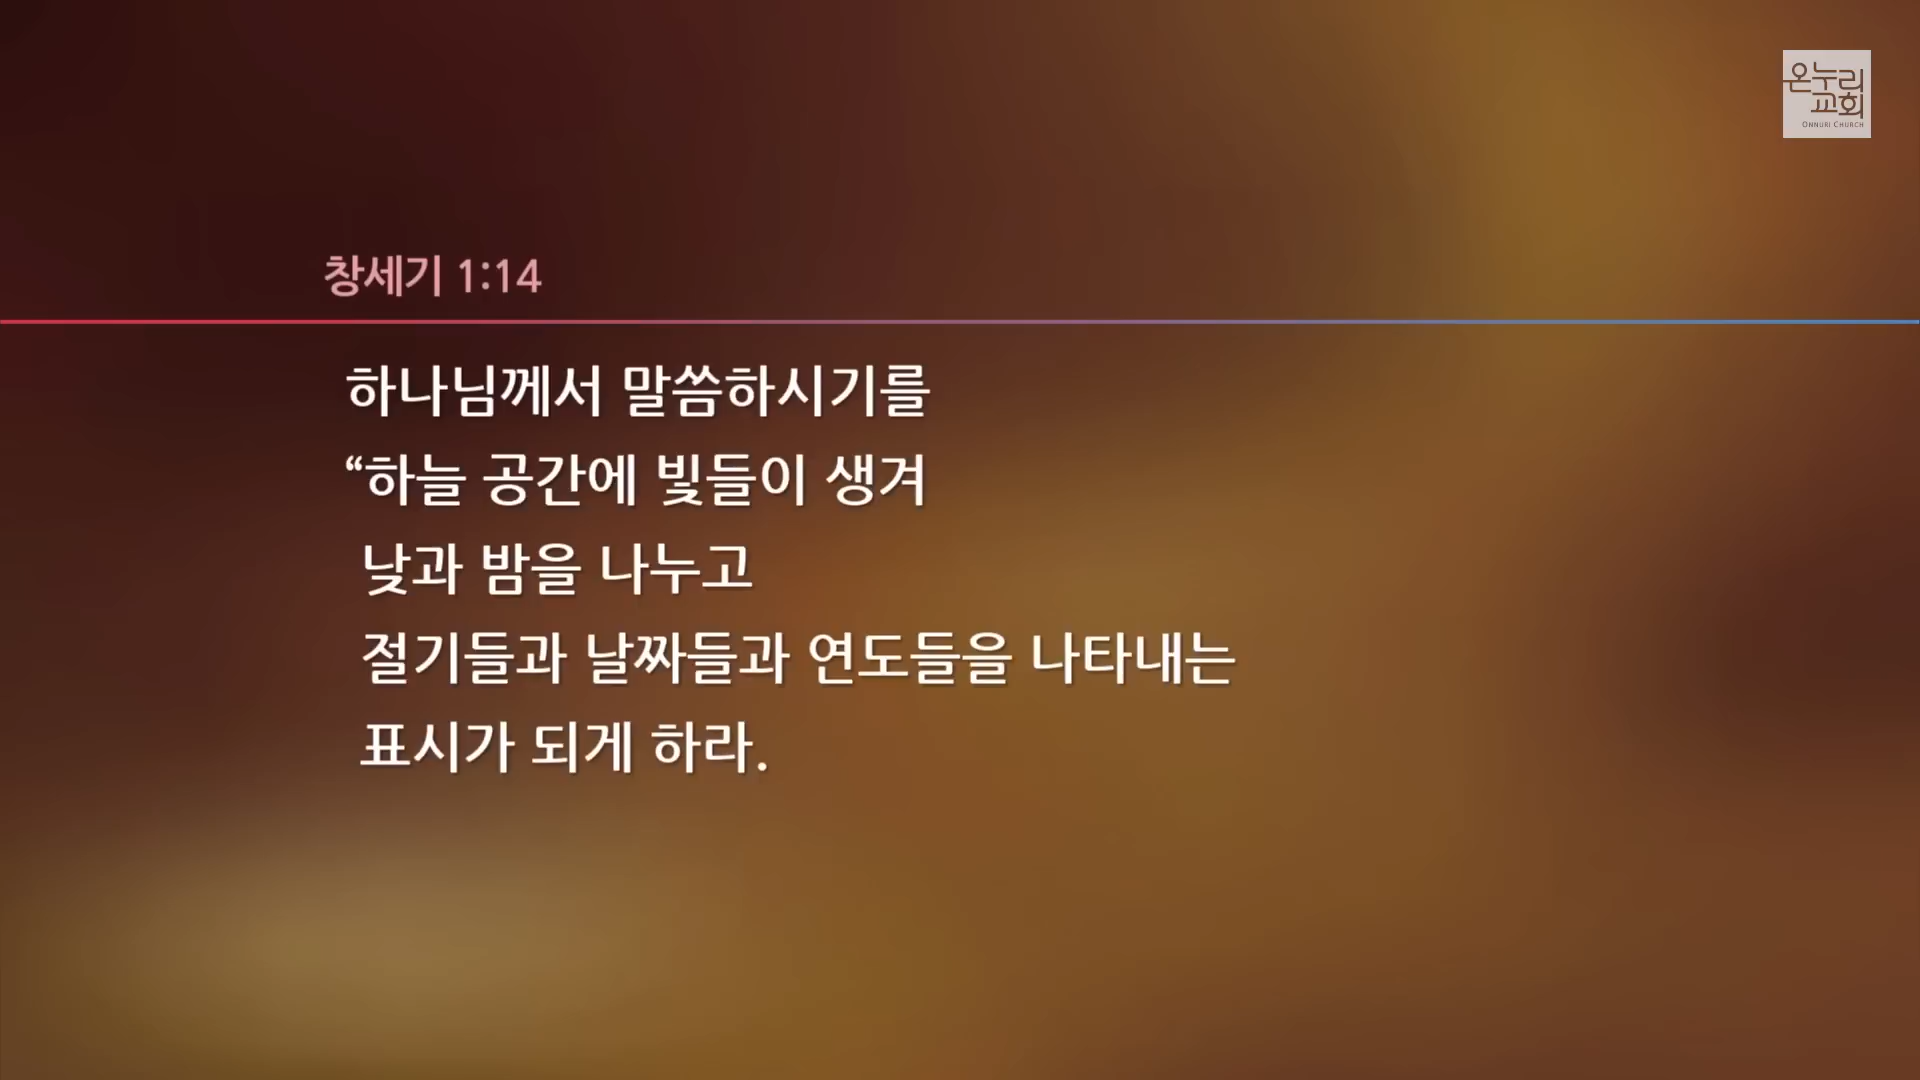 온누리
교회
ONNURI CHURCH
창세기 1:14
하나님께서 말씀하시기를
“하늘 공간에 빛들이 생겨
낮과 밤을 나누고
절기들과 날짜들과 연도들을 나타내는
표시가 되게 하라.